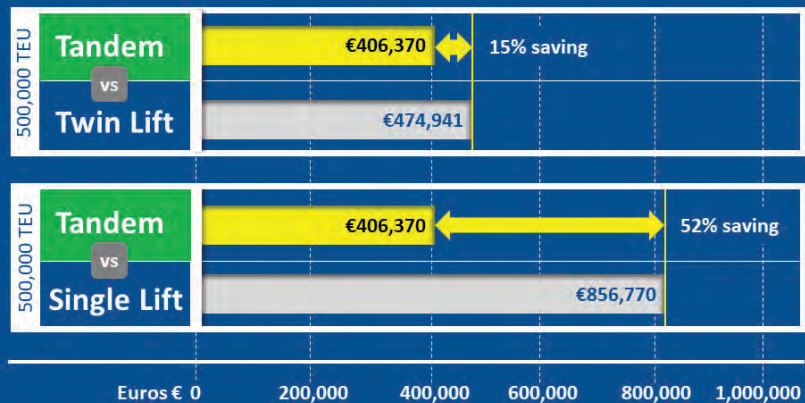 500,000 TEU
Tandem
vs
Twin Lift
€406,370
15% saving
€474,941
500,000 TEU
Tandem
vs
Single Lift
€406,370
52% saving
€856,770
Euros € 0 200,000 400,000 600,000 800,000 1,000,000